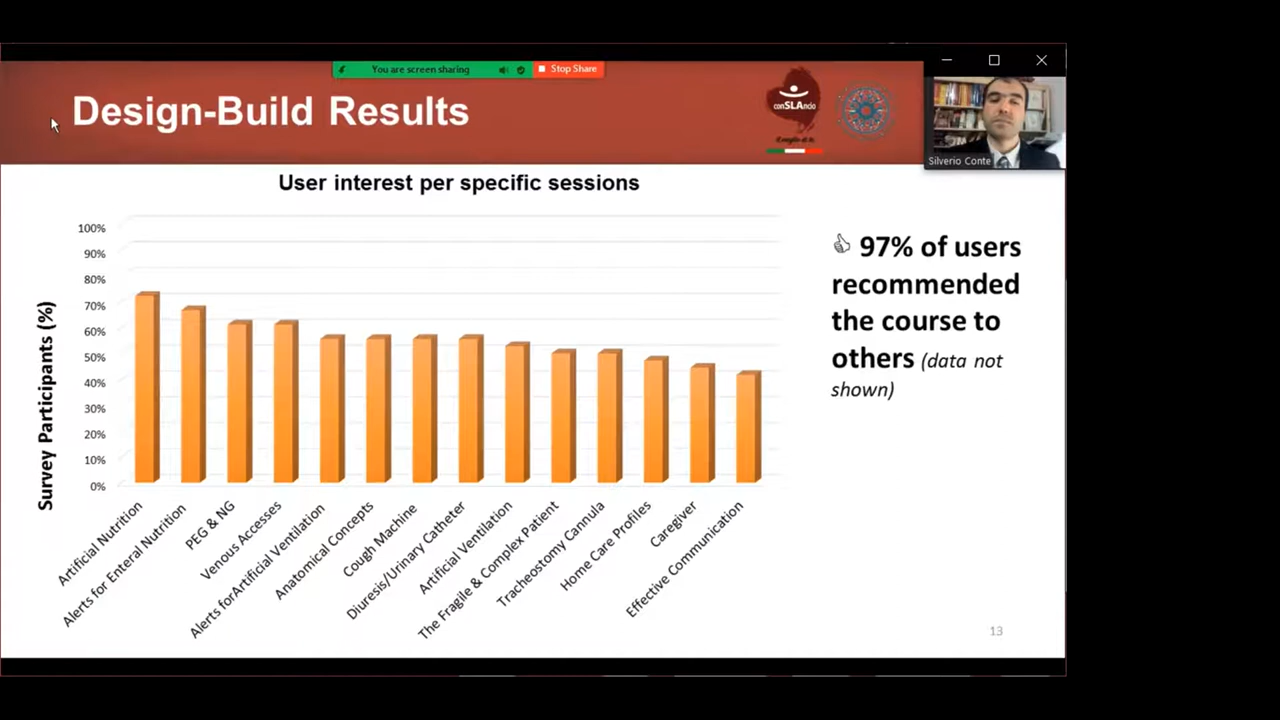 You are screen sharing
Stop Share
Design-Build Results
conSLAncio
Silverio Conte
User interest per specific sessions
100%
90%
80%
70%
60%
50%
40%
30%
20%
10%
0%
Survey Participants (%)
Artificial Nutrition
Alerts for Enteral Nutrition
PEG & NG
Venous Accesses
Alerts forArtificial Ventilation
Anatomical Concepts
Cough Machine
Diuresis/Urinary Catheter
Artificial Ventilation
The Fragile & Complex Patient
Tracheostomy Cannula
Home Care Profiles
Caregiver
Effective Communication
97% of users
recommended
the course to
others (data not
shown)
13